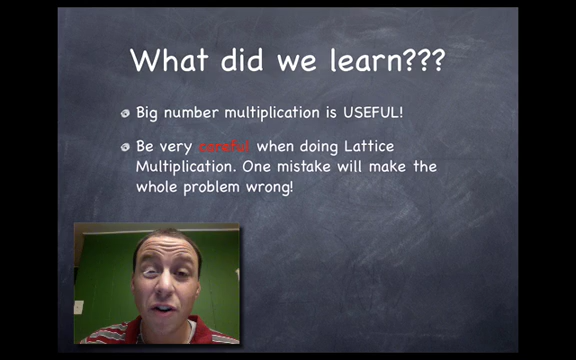 What did we learn???
Big number multiplication is USEFUL!
Be very careful when doing Lattice
Multiplication. One mistake will make the
whole problem wrong!